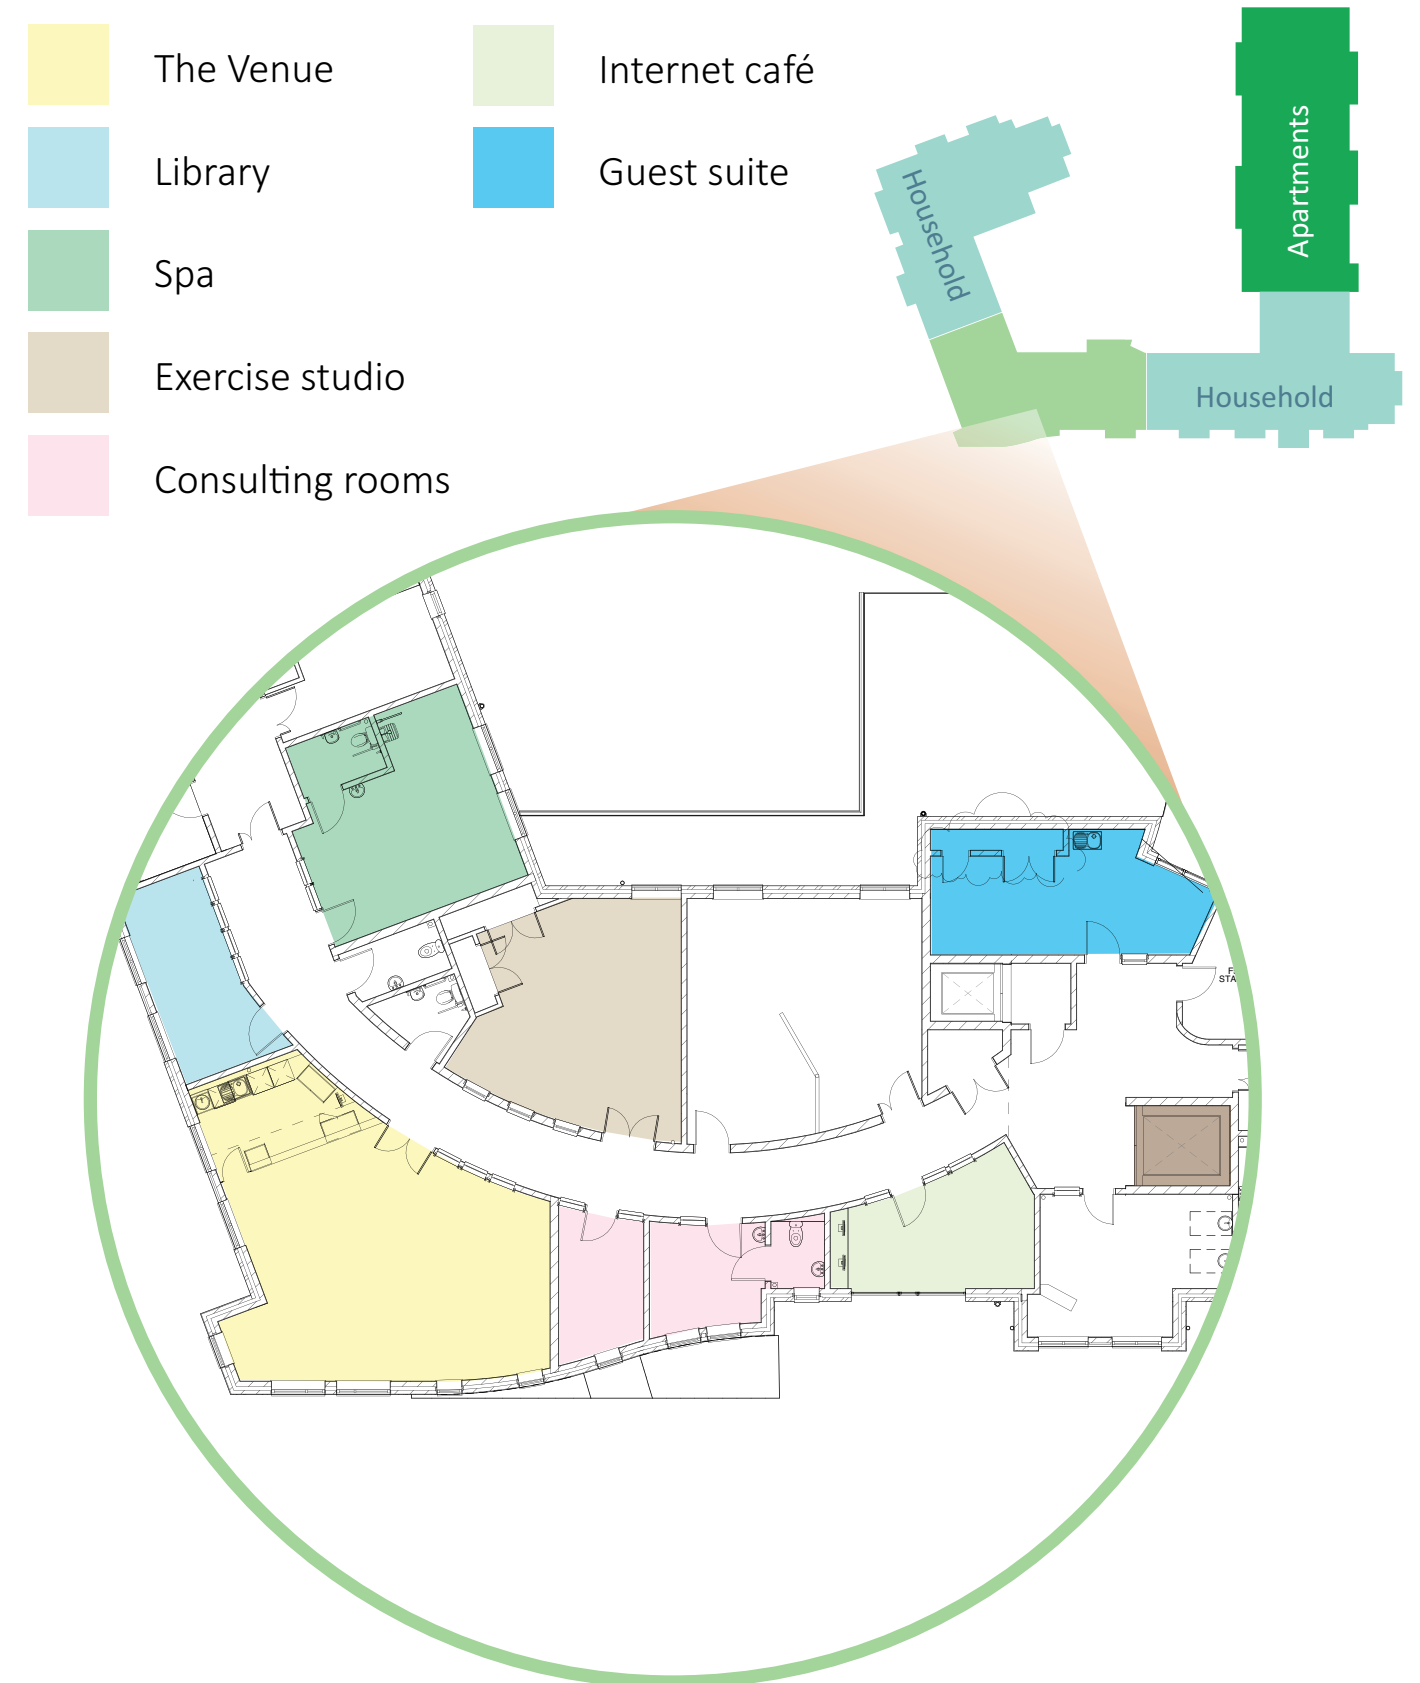 The Venue
Library
Spa
Exercise studio
Consulting rooms
Internet café
Guest suite
Household
Apartments
Household